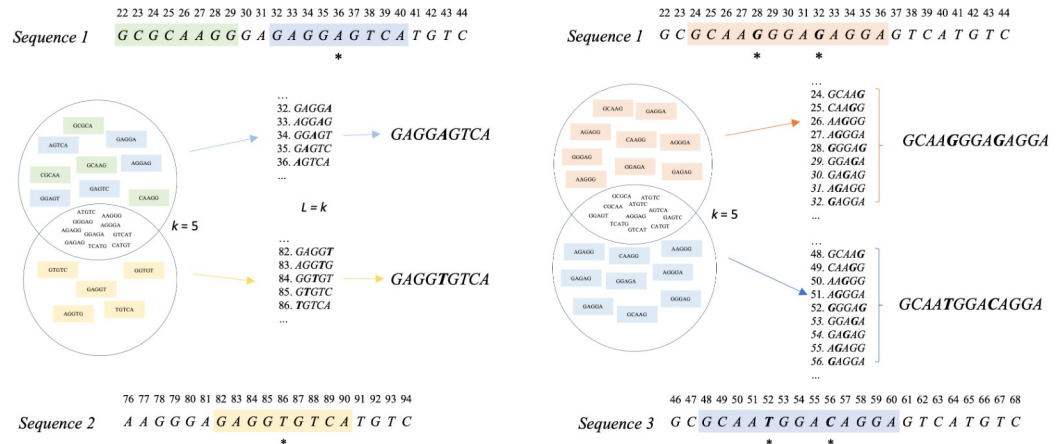 22 23 24 25 26 27 28 29 30 31 32 33 34 35 36 37 38 39 40 41 42 43 44
Sequence 1 G C G C A A G G G A G A G G A G T C A T G T C
*
GCGCA
AGTCA GAGGA
GCAAG AGGAG
CGCAA
GAGTC
GGAGT CAAGG
ATGTC AAGGG
GGGAG AGGGA
AGAGG GGAGA GTCAT
GAGAG TCATG CATGT
GTGTC GGTGT
GAGGT
AGGTG TGTCA
k = 5
...
32. GAGGA
33. AGGAG
34. GGAGT
35. GAGTC
36. AGTCA
...
GAGGAGTCA
L = k
...
82. GAGGT
83. AGGTG
84. GGTGT
85. GTGTC
86. TGTCA
...
GAGGTGTCA
76 77 78 79 80 81 82 83 84 85 86 87 88 89 90 91 92 93 94
Sequence 2 A A G G G A G A G G T G T C A T G T C
*
22 23 24 25 26 27 28 29 30 31 32 33 34 35 36 37 38 39 40 41 42 43 44
Sequence 1 G C G C A A G G G A G A G G A G T C A T G T C
* *
GCAAG GAGGA
AGAGG CAAGG AGGGA
GGGAG GGAGA GAGAG
AAGGG
GCGCA
CGCAA ATGTC AGTCA
GGAGT AGGAG GAGTC
TCATG GTCAT CATGT
AGAGG CAAGG AAGGG
GAGAG GGAGA AGGGA
GAGGA GCAAG GGGAG
k = 5
...
24. GCAAG
25. CAAGG
26. AAGGG
27. AGGGA
28. GGGAG
29. GGAGA
30. GAGAG
31. AGAGG
32. GAGGA
...
GCAAGGGAGAGGA
...
48. GCAAG
49. CAAGG
50. AAGGG
51. AGGGA
52. GGGAG
53. GGAGA
54. GAGAG
55. AGAGG
56. GAGGA
...
GCAATGGACAGGA
46 47 48 49 50 51 52 53 54 55 56 57 58 59 60 61 62 63 64 65 66 67 68
Sequence 3 G C G C A A T G G A C A G G A G T C A T G T C
* *